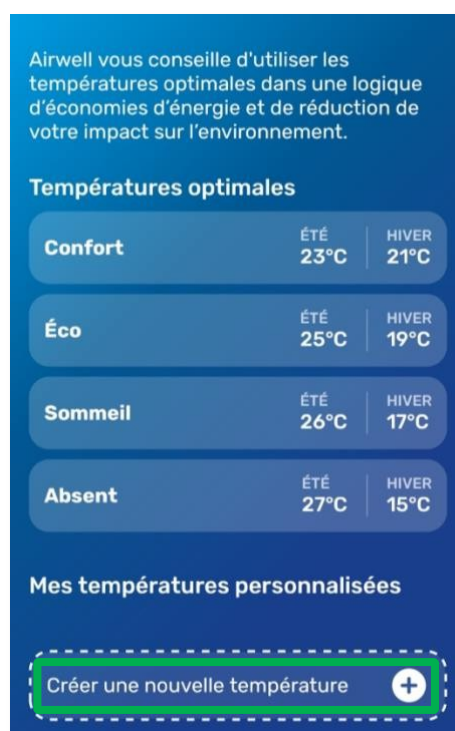 Airwell vous conseille d'utiliser les
températures optimales dans une logique
d’économies d’énergie et de réduction de
votre impact sur l’environnement.
Températures optimales
Confort
ÉTÉ
23°C
HIVER
21°C
Éco
ÉTÉ
25°C
HIVER
19°C
Sommeil
ÉTÉ
26°C
HIVER
17°C
Absent
ÉTÉ
27°C
HIVER
15°C
Mes températures personnalisées
Créer une nouvelle température +